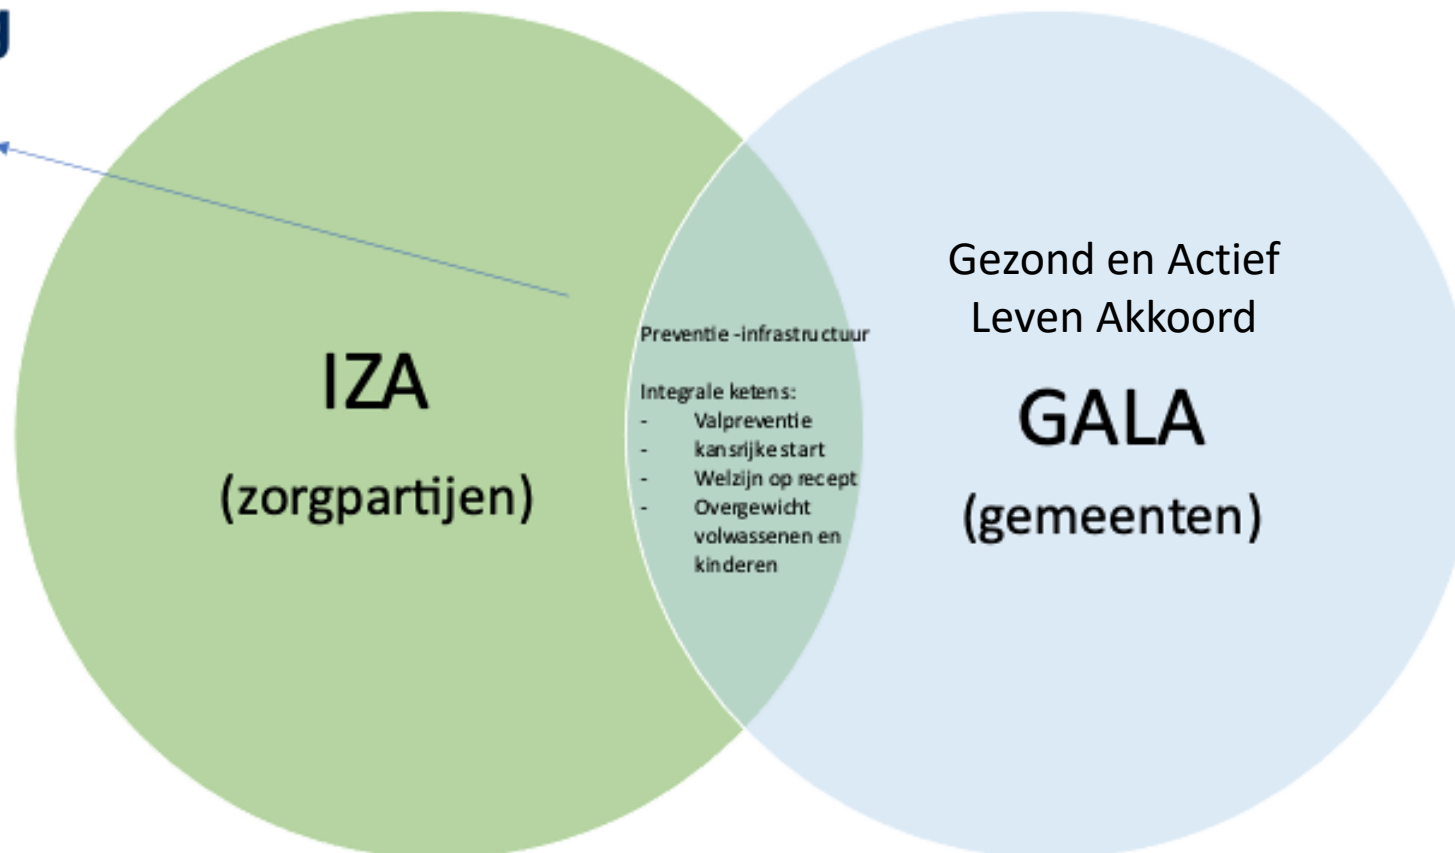 IZA
(zorgpartijen)
Preventie -infrastructuur
Integrale ketens:
- Valpreventie
- kansrijke start
- Welzijn op recept
- Overgewicht
volwassenen en
kinderen
Gezond en Actief
Leven Akkoord
GALA
(gemeenten)